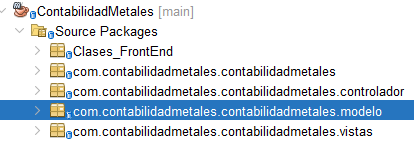 ContabilidadMetales [main]
Source Packages
Clases_FrontEnd
com.contabilidadmetales.contabilidadmetales
com.contabilidadmetales.contabilidadmetales.controlador
com.contabilidadmetales.contabilidadmetales.modelo
com.contabilidadmetales.contabilidadmetales.vistas